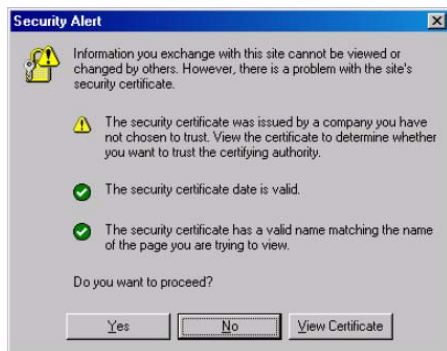 Security Alert
Information you exchange with this site cannot be viewed or
changed by others. However, there is a problem with the site's
security certificate.
The security certificate was issued by a company you have
not chosen to trust. View the certificate to determine whether
you want to trust the certifying authority.
The security certificate date is valid.
The security certificate has a valid name matching the name
of the page you are trying to view.
Do you want to proceed?
Yes No View Certificate